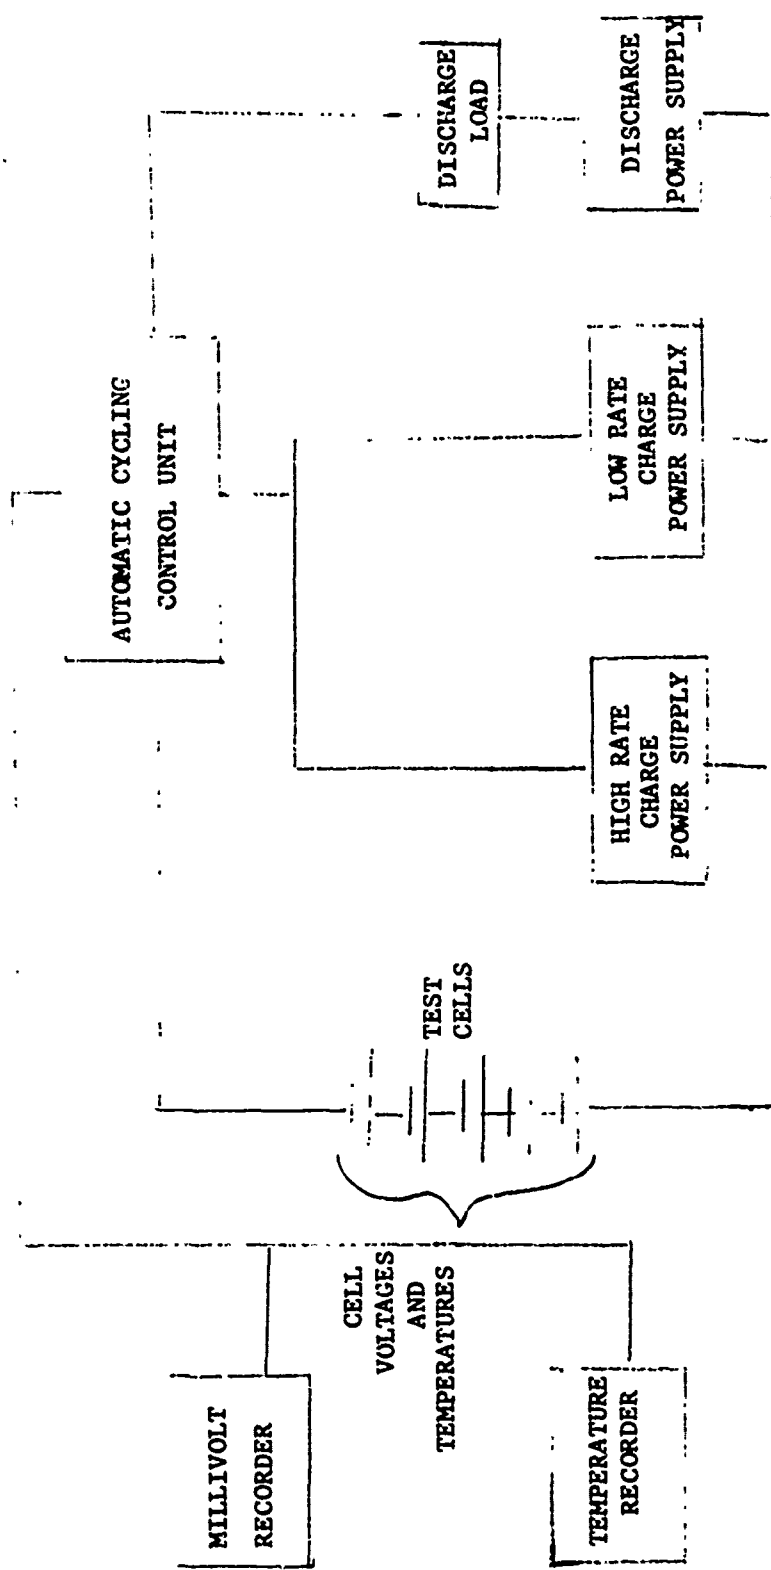 MILLIVOLT
RECORDER
CELL
VOLTAGES
AND
TEMPERATURES
TEMPERATURE
RECORDER
TEST
CELLS
AUTOMATIC CYCLING
CONTROL UNIT
HIGH RATE
CHARGE
POWER SUPPLY
LOW RATE
CHARGE
POWER SUPPLY
DISCHARGE
LOAD
DISCHARGE
POWER SUPPLY